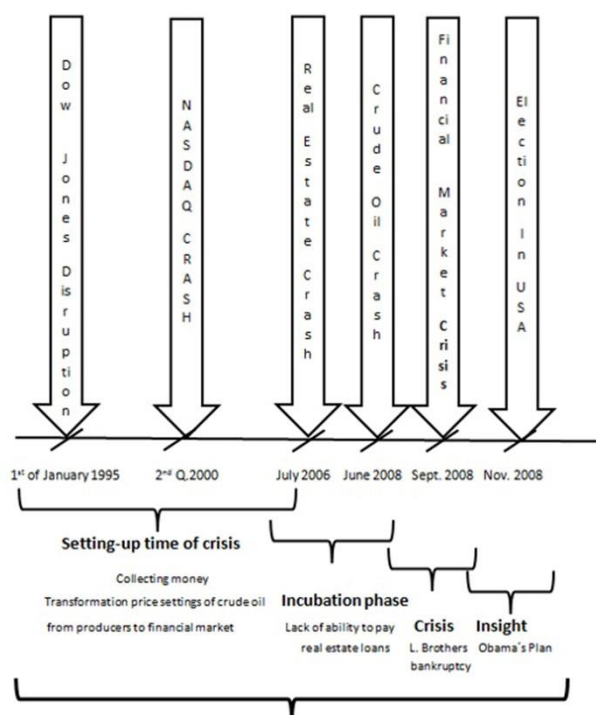 Dow Jones Disruption
NASDAQ CRASH
Real Estate Crash
Crude Oil Crash
Financial Market Crisis
Election In USA
1st of January 1995
2nd Q.2000
July 2006
June 2008
Sept. 2008
Nov. 2008
Setting-up time of crisis
Collecting money
Transformation price settings of crude oil
from producers to financial market
Incubation phase
Lack of ability to pay
real estate loans
Crisis
L. Brothers
bankruptcy
Insight
Obama's Plan